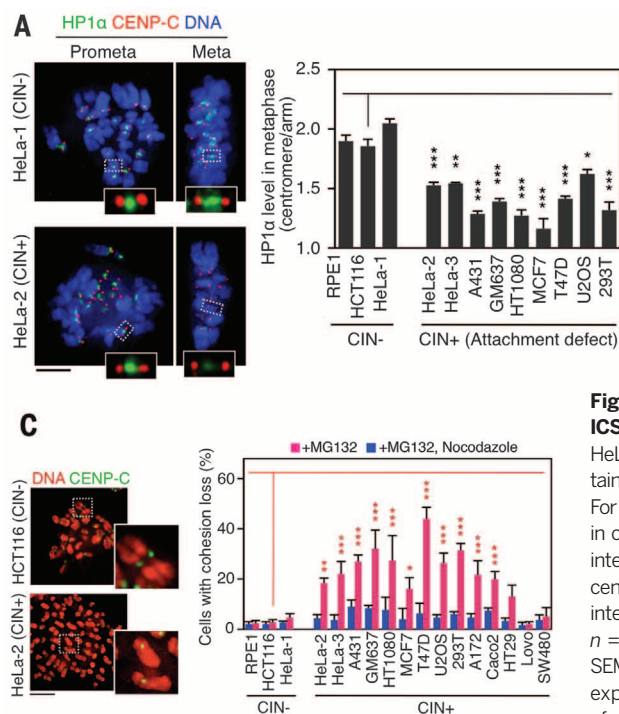 A
HP1α CENP-C DNA
Prometa Meta
HeLa-1 (CIN-)
HeLa-2 (CIN+)
HP1α level in metaphase
(centromere/arm)
2.5
2.0
1.5
1.0
*** ** *** *** *** *** *** * ***
RPE1 HCT116 HeLa-1 HeLa-2 HeLa-3 A431 GM637 HT1080 MCF7 T47D U2OS 293T
CIN- CIN+ (Attachment defect)
Fig
ICS
HeL
tain
For
in c
inte
cen
inte
n =
SEM
exp
C
DNA CENP-C
HCT116 (CIN-)
HeLa-2 (CIN+)
+MG132 +MG132, Nocodazole
Cells with cohesion loss (%)
60
40
20
0
** *** *** *** *** * *** *** *** *** ***
RPE1 HCT116 HeLa-1 HeLa-2 HeLa-3 A431 GM637 HT1080 MCF7 T47D U2OS 293T A172 Caco2 HT29 Lovo SW480
CIN- CIN+